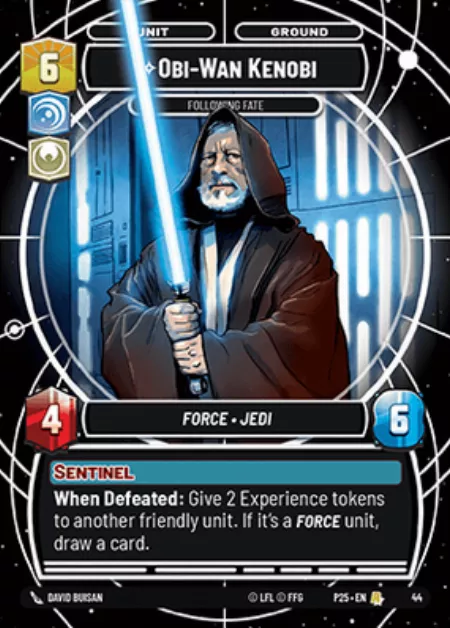 UNIT
GROUND
6
OBI-WAN KENOBI
FOLLOWING FATE
4
FORCE • JEDI
6
SENTINEL
When Defeated: Give 2 Experience tokens
to another friendly unit. If it's a FORCE unit,
draw a card.
DAVID BUISAN
© LFL © FFG
P25 • EN
44